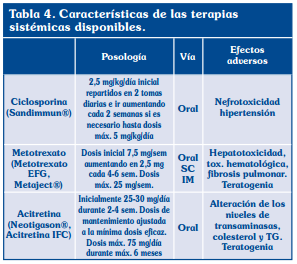 Tabla 4. Características de las terapias
sistémicas disponibles.
Posología
Vía
Efectos
adversos
Ciclosporina
(Sandimmun®)
2,5 mg/kg/día inicial
repartidos en 2 tomas
diarias e ir aumentando
cada 2 semanas si es
necesario hasta dosis
máx. 5 mg/kg/día
Oral
Nefrotoxicidad
hipertensión
Metotrexato
(Metotrexato
EFG,
Metaject®)
Dosis inicial 7,5 mg/sem
aumentando en 2,5 mg
cada 4-6 sem. Dosis
máx. 25 mg/sem.
Oral
SC
IM
Hepatotoxicidad,
tox. hematológica,
fibrosis pulmonar.
Teratogenia
Acitretina
(Neotigason®,
Acitretina IFC)
Inicialmente 25-30 mg/día
durante 2-4 sem. Dosis de
mantenimiento ajustada
a la mínima dosis eficaz.
Dosis máx. 75 mg/día
durante máx. 6 meses
Oral
Alteración de los
niveles de
transaminasas,
colesterol y TG.
Teratogenia